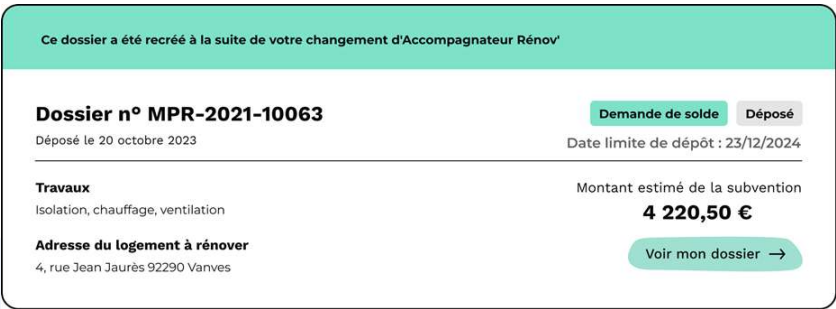 Ce dossier a été recréé à la suite de votre changement d'Accompagnateur Rénov'
Dossier n° MPR-2021-10063
Demande de solde
Déposé
Déposé le 20 octobre 2023
Date limite de dépôt : 23/12/2024
Travaux
Isolation, chauffage, ventilation
Adresse du logement à rénover
4, rue Jean Jaurès 92290 Vanves
Montant estimé de la subvention
4 220,50 €
Voir mon dossier →